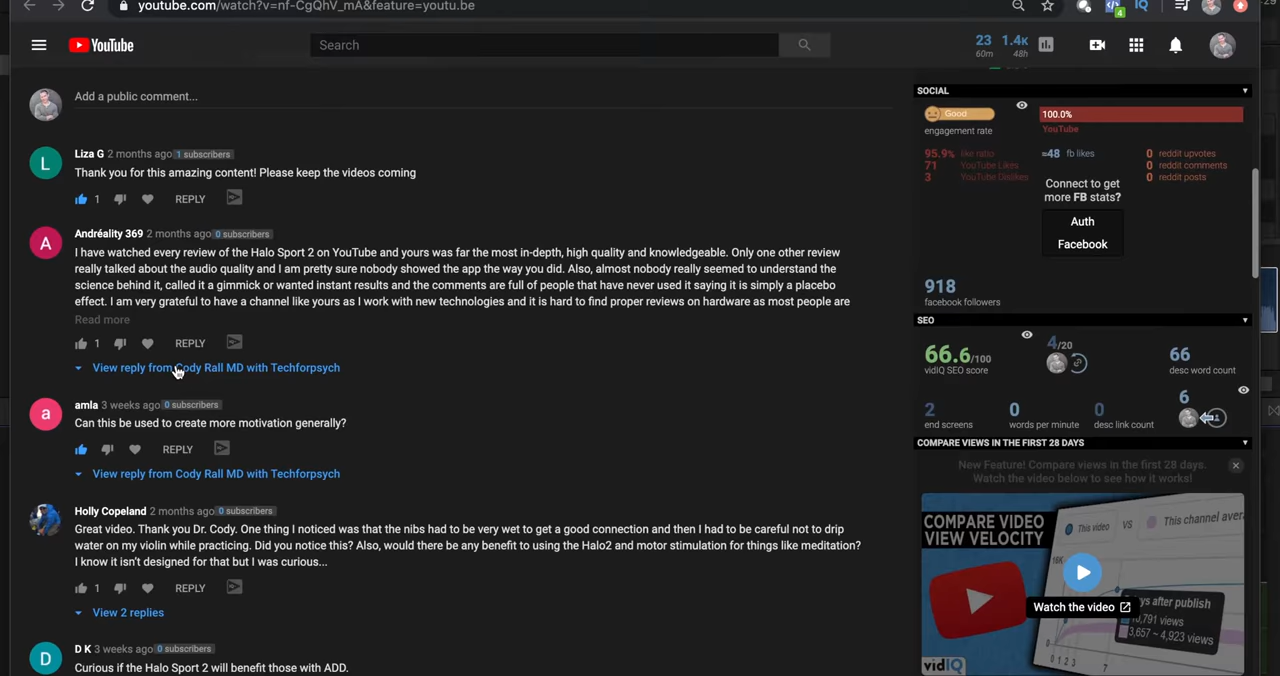 youtube.com/watch?v=nf-CgQhV_mA&feature=youtu.be
4
YouTube
Search
23 1.4K
60m 48h
Add a public comment...
L
Liza G 2 months ago 1 subscribers
Thank you for this amazing content! Please keep the videos coming
1 REPLY
A
Andréality 369 2 months ago 0 subscribers
I have watched every review of the Halo Sport 2 on YouTube and yours was far the most in-depth, high quality and knowledgeable. Only one other review
really talked about the audio quality and I am pretty sure nobody showed the app the way you did. Also, almost nobody really seemed to understand the
science behind it, called it a gimmick or wanted instant results and the comments are full of people that have never used it saying it is simply a placebo
effect. I am very grateful to have a channel like yours as I work with new technologies and it is hard to find proper reviews on hardware as most people are
Read more
1 REPLY
View reply from Cody Rall MD with Techforpsych
a
amla 3 weeks ago 0 subscribers
Can this be used to create more motivation generally?
REPLY
View reply from Cody Rall MD with Techforpsych
Holly Copeland 2 months ago 0 subscribers
Great video. Thank you Dr. Cody. One thing I noticed was that the nibs had to be very wet to get a good connection and then I had to be careful not to drip
water on my violin while practicing. Did you notice this? Also, would there be any benefit to using the Halo2 and motor stimulation for things like meditation?
I know it isn't designed for that but I was curious...
1 REPLY
View 2 replies
D
D K 3 weeks ago 0 subscribers
Curious if the Halo Sport 2 will benefit those with ADD.
SOCIAL
Good
engagement rate
100.0%
YouTube
95.9% like ratio
71 YouTube Likes
3 YouTube Dislikes
≈48 fb likes
0 reddit upvotes
0 reddit comments
0 reddit posts
Connect to get
more FB stats?
Auth
Facebook
918
facebook followers
SEO
66.6/100
vidIQ SEO score
4/20
66
desc word count
2
end screens
0
words per minute
0
desc link count
6
COMPARE VIEWS IN THE FIRST 28 DAYS
New Feature! Compare views in the first 28 days.
Watch the video below to see how it works!
COMPARE VIDEO
VIEW VELOCITY
This video VS This channel avera
Watch the video
ys after publish
3,657 ~ 4,923 views
0 1 2 3 7
vidIQ